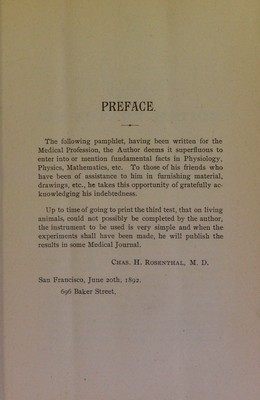 PREFACE.
The following pamphlet, having been written for the
Medical Profession, the Author deems it superfluous to
enter into or mention fundamental facts in Physiology,
Physics, Mathematics, etc. To those of his friends who
have been of assistance to him in furnishing material,
drawings, etc., he takes this opportunity of gratefully ac-
knowledging his indebtedness.
Up to time of going to print the third test, that on living
animals, could not possibly be completed by the author,
the instrument to be used is very simple and when the
experiments shall have been made, he will publish the
results in some Medical Journal.
CHAS. H. ROSENTHAL, M. D.
San Francisco, June 20th, 1892.
696 Baker Street,